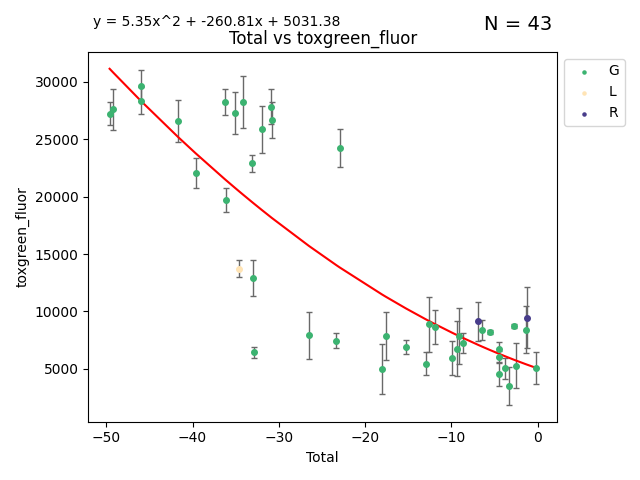 y = 5.35x^2 + -260.81x + 5031.38
N = 43
Total vs toxgreen_fluor
G
L
R
toxgreen_fluor
30000
25000
20000
15000
10000
5000
−50
−40
−30
−20
−10
0
Total